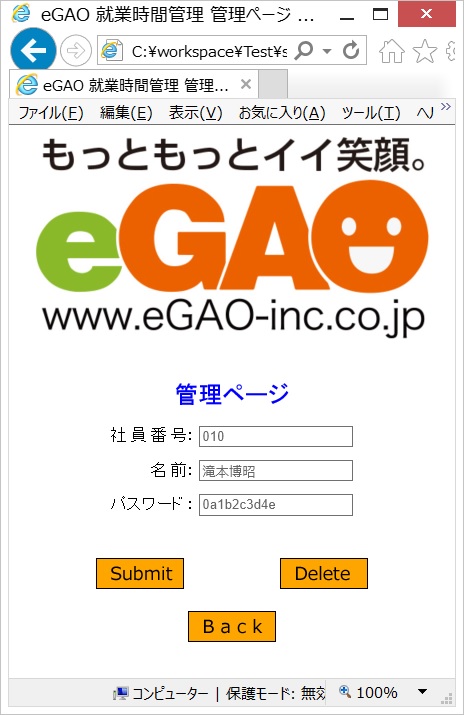 eGAO 就業時間管理 管理ページ ...
C:¥workspace¥Test¥s
eGAO 就業時間管理 管理...
ファイル(F) 編集(E) 表示(V) お気に入り(A) ツール(T) ヘル
もっともっとイイ笑顔。
eGAO
www.eGAO-inc.co.jp
管理ページ
社員番号: 010
名前: 滝本博昭
パスワード: 0a1b2c3d4e
Submit Delete
Back
コンピューター | 保護モード: 無効 100%